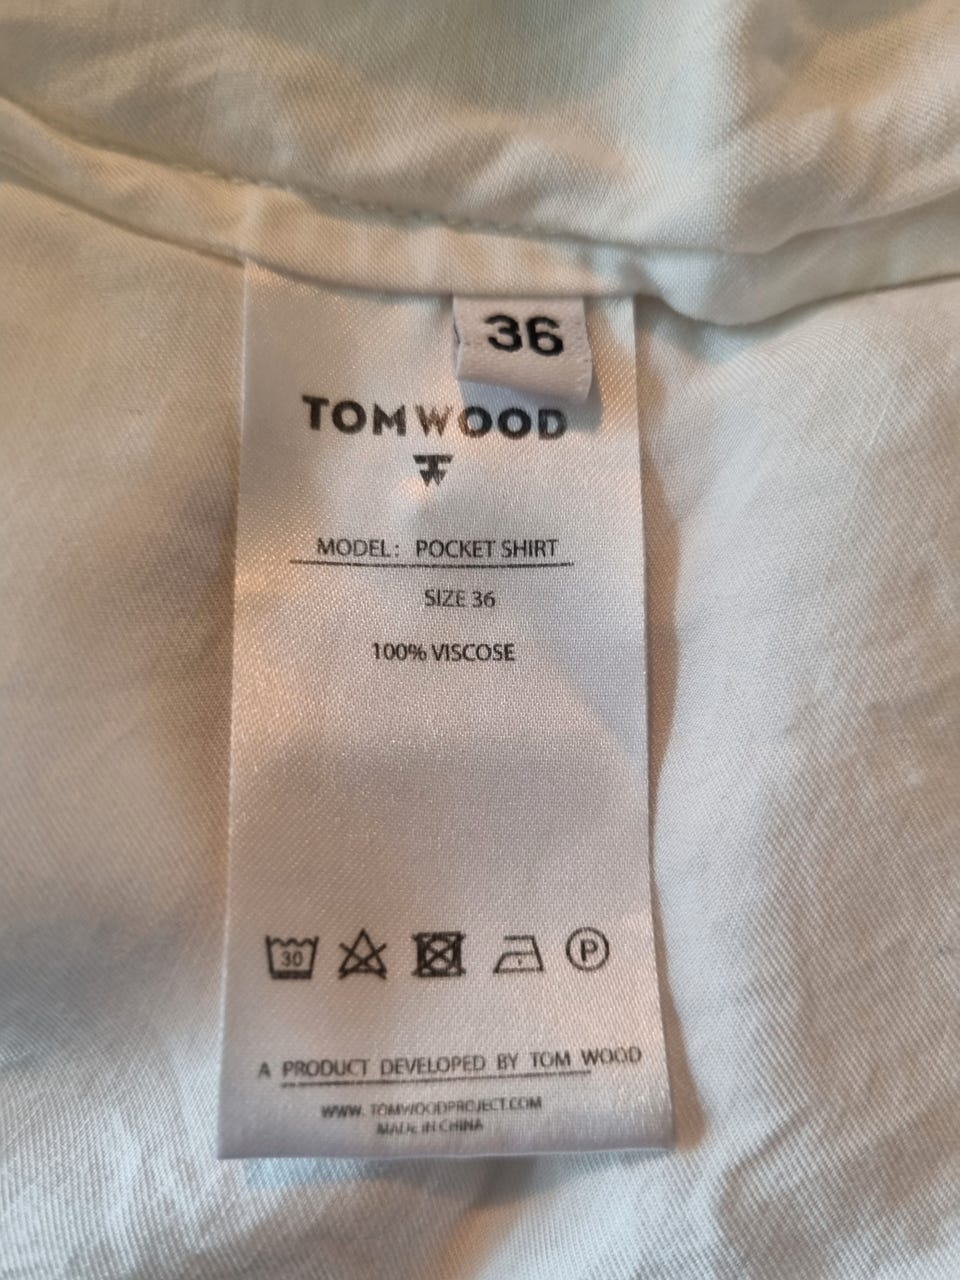 36
TOMWOOD
MODEL: POCKET SHIRT
SIZE 36
100% VISCOSE
30
P
A PRODUCT DEVELOPED BY TOM WOOD
WWW. TOMWOODPROJECT.COM
MADE IN CHINA